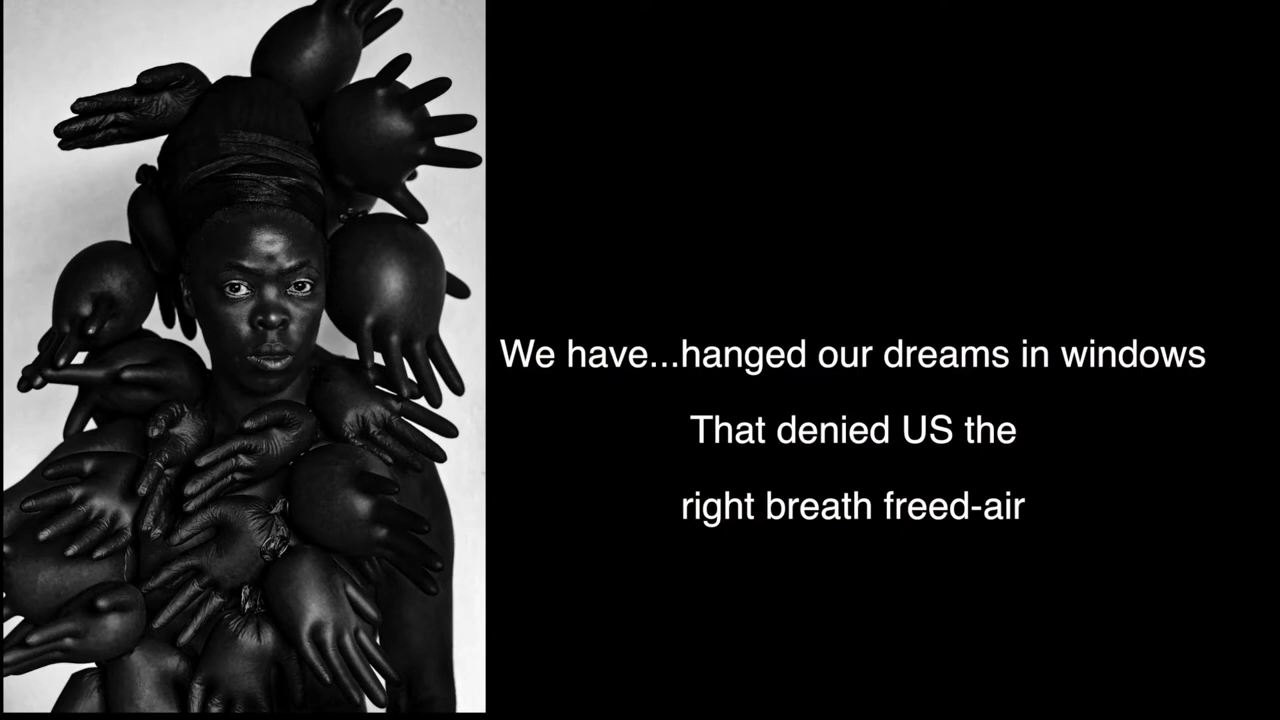 We have...hanged our dreams in windows
That denied US the
right breath freed-air